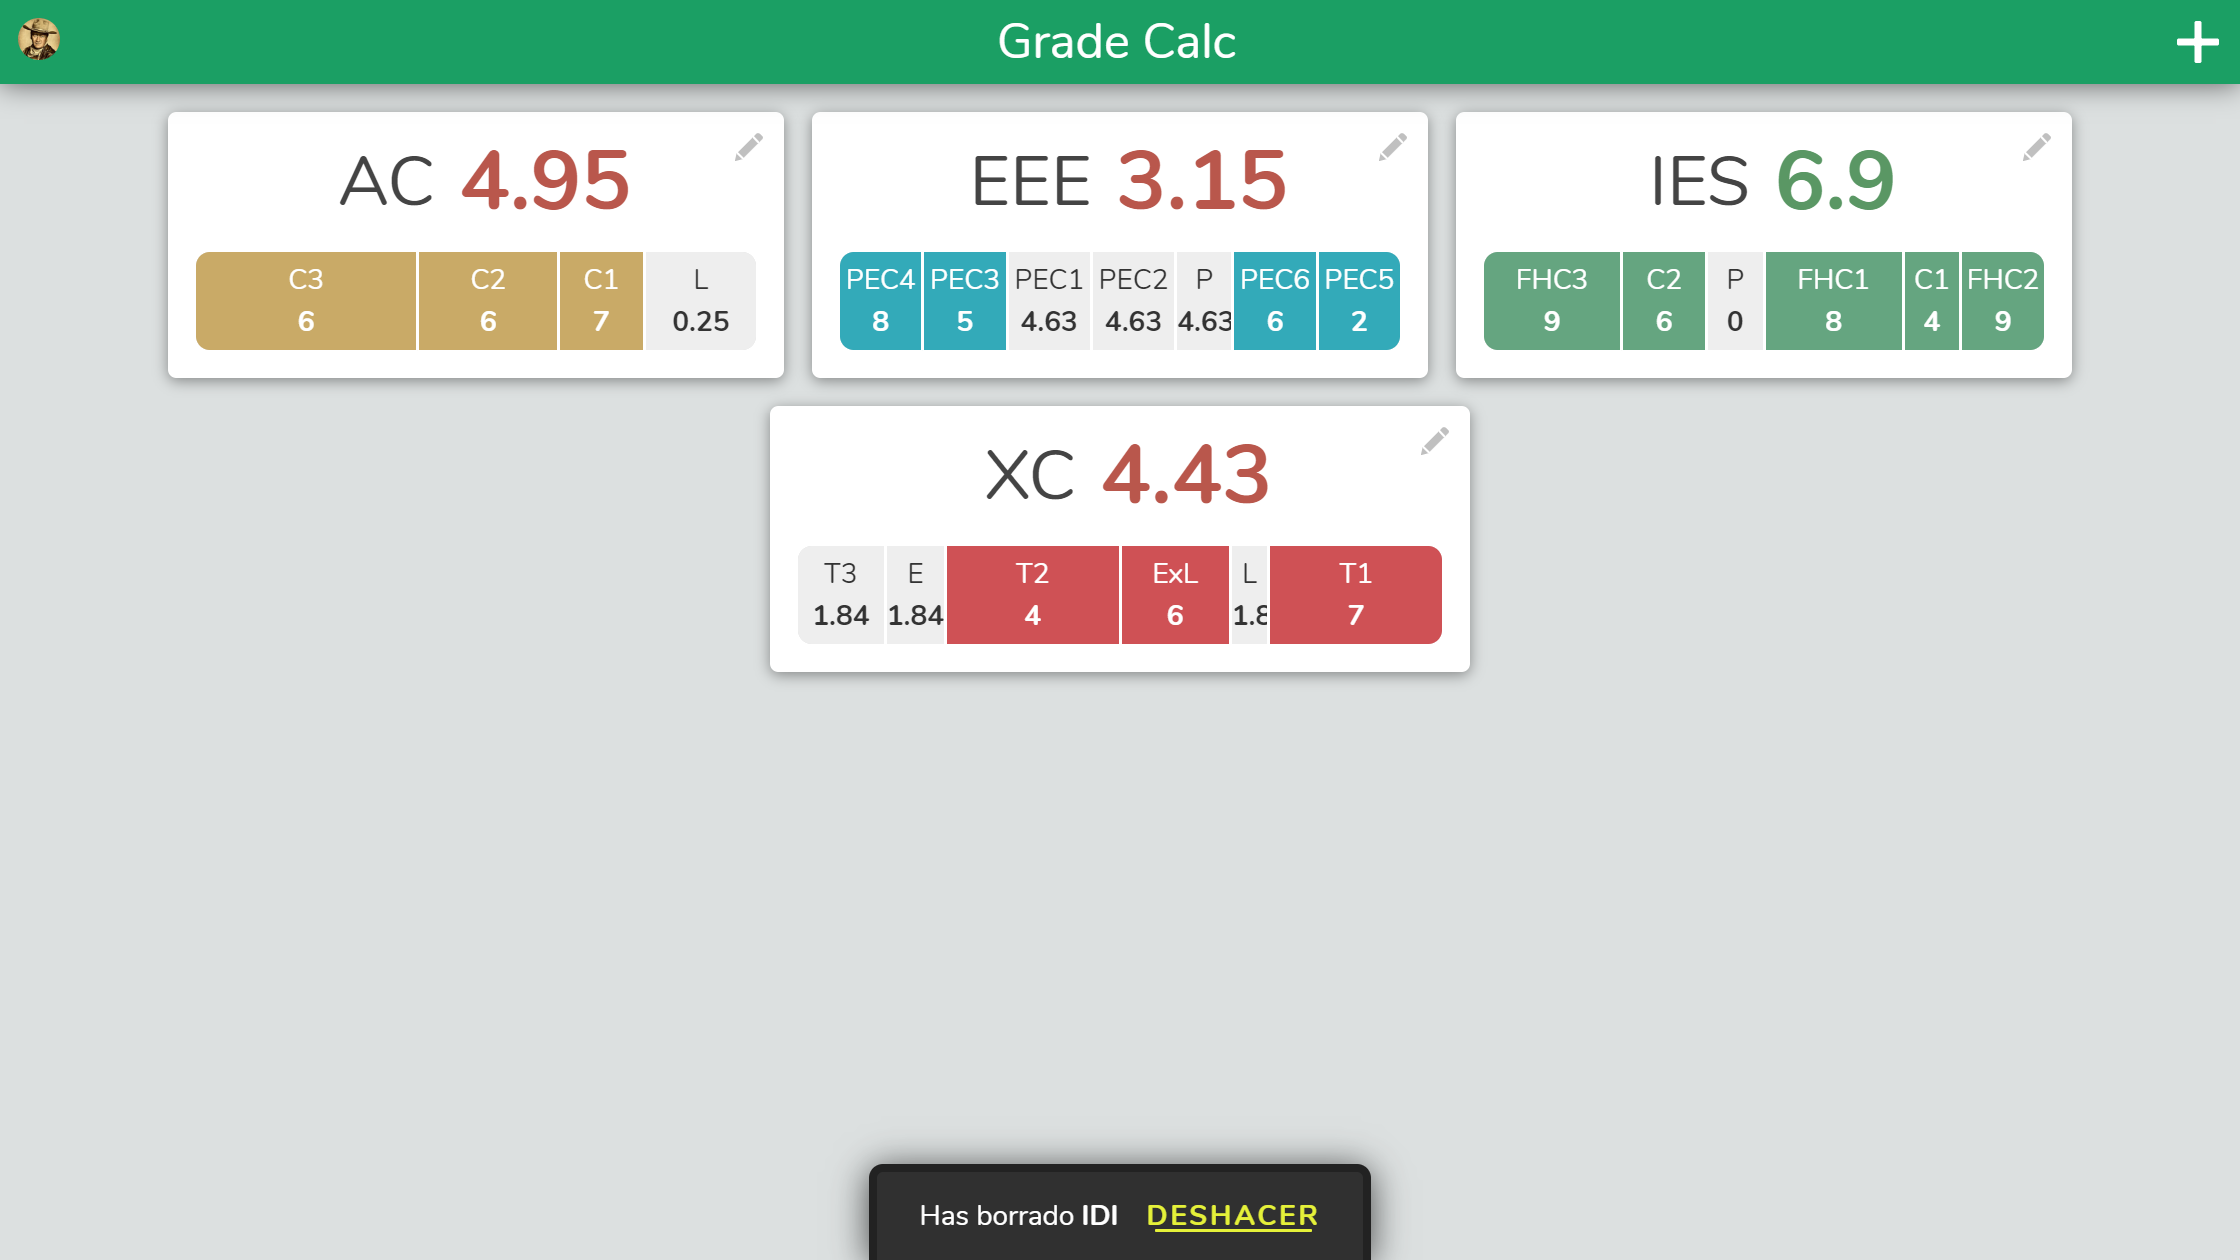 Grade Calc
AC 4.95
C3 C2 C1 L
6 6 7 0.25
EEE 3.15
PEC4 PEC3 PEC1 PEC2 P PEC6 PEC5
8 5 4.63 4.63 4.63 6 2
IES 6.9
FHC3 C2 P FHC1 C1 FHC2
9 6 0 8 4 9
XC 4.43
T3 E T2 ExL L T1
1.84 1.84 4 6 1.8 7
Has borrado IDI DESHACER